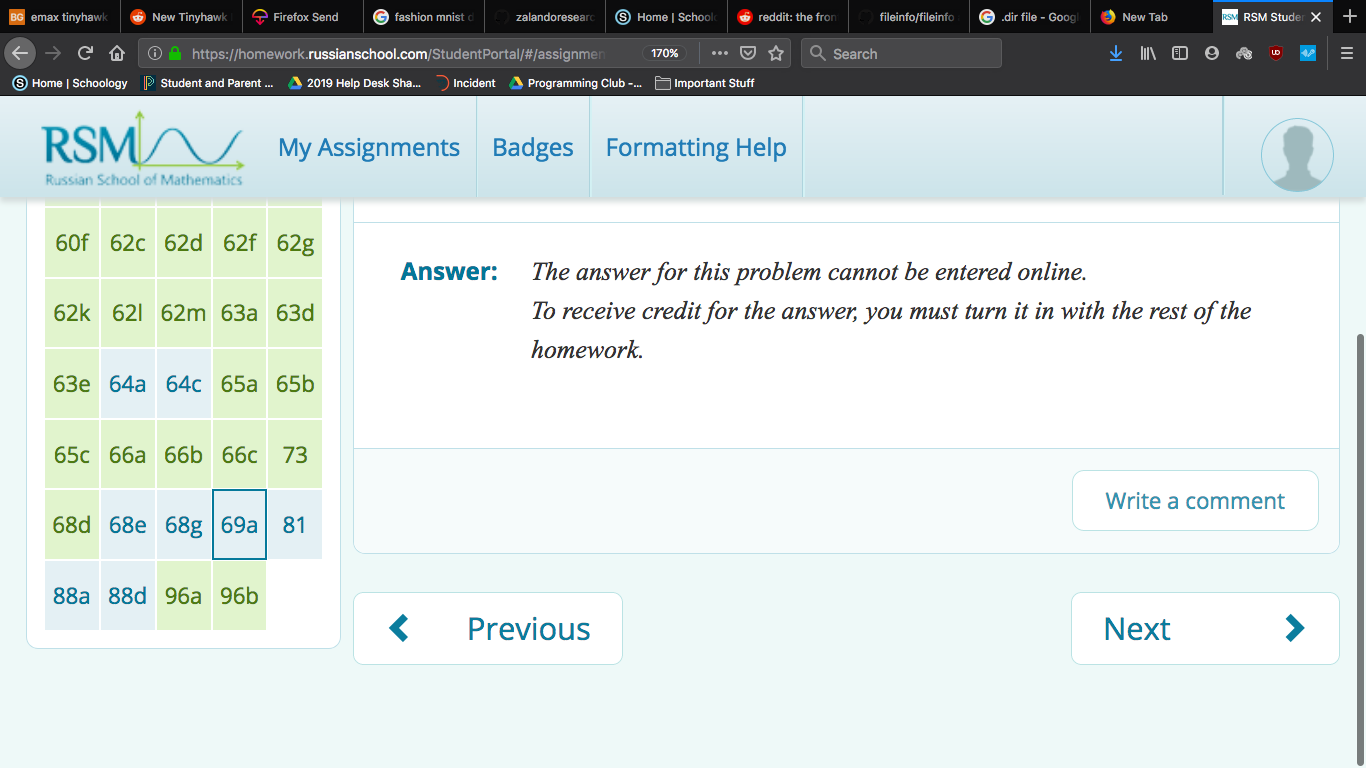 emax tinyhawk
New Tinyhawk
Firefox Send
fashion mnist d
zalandoresearc
Home | School
reddit: the fron
fileinfo/fileinfo
.dir file - Goog
New Tab
RSM Studen
https://homework.russianschool.com/StudentPortal/#/assignmen
170%
Search
Home | Schoology
Student and Parent ...
2019 Help Desk Sha...
Incident
Programming Club -...
Important Stuff
RSM
Russian School of Mathematics
My Assignments
Badges
Formatting Help
60f 62c 62d 62f 62g
62k 62l 62m 63a 63d
63e 64a 64c 65a 65b
65c 66a 66b 66c 73
68d 68e 68g 69a 81
88a 88d 96a 96b
Answer: The answer for this problem cannot be entered online.
To receive credit for the answer, you must turn it in with the rest of the
homework.
Write a comment
Previous
Next